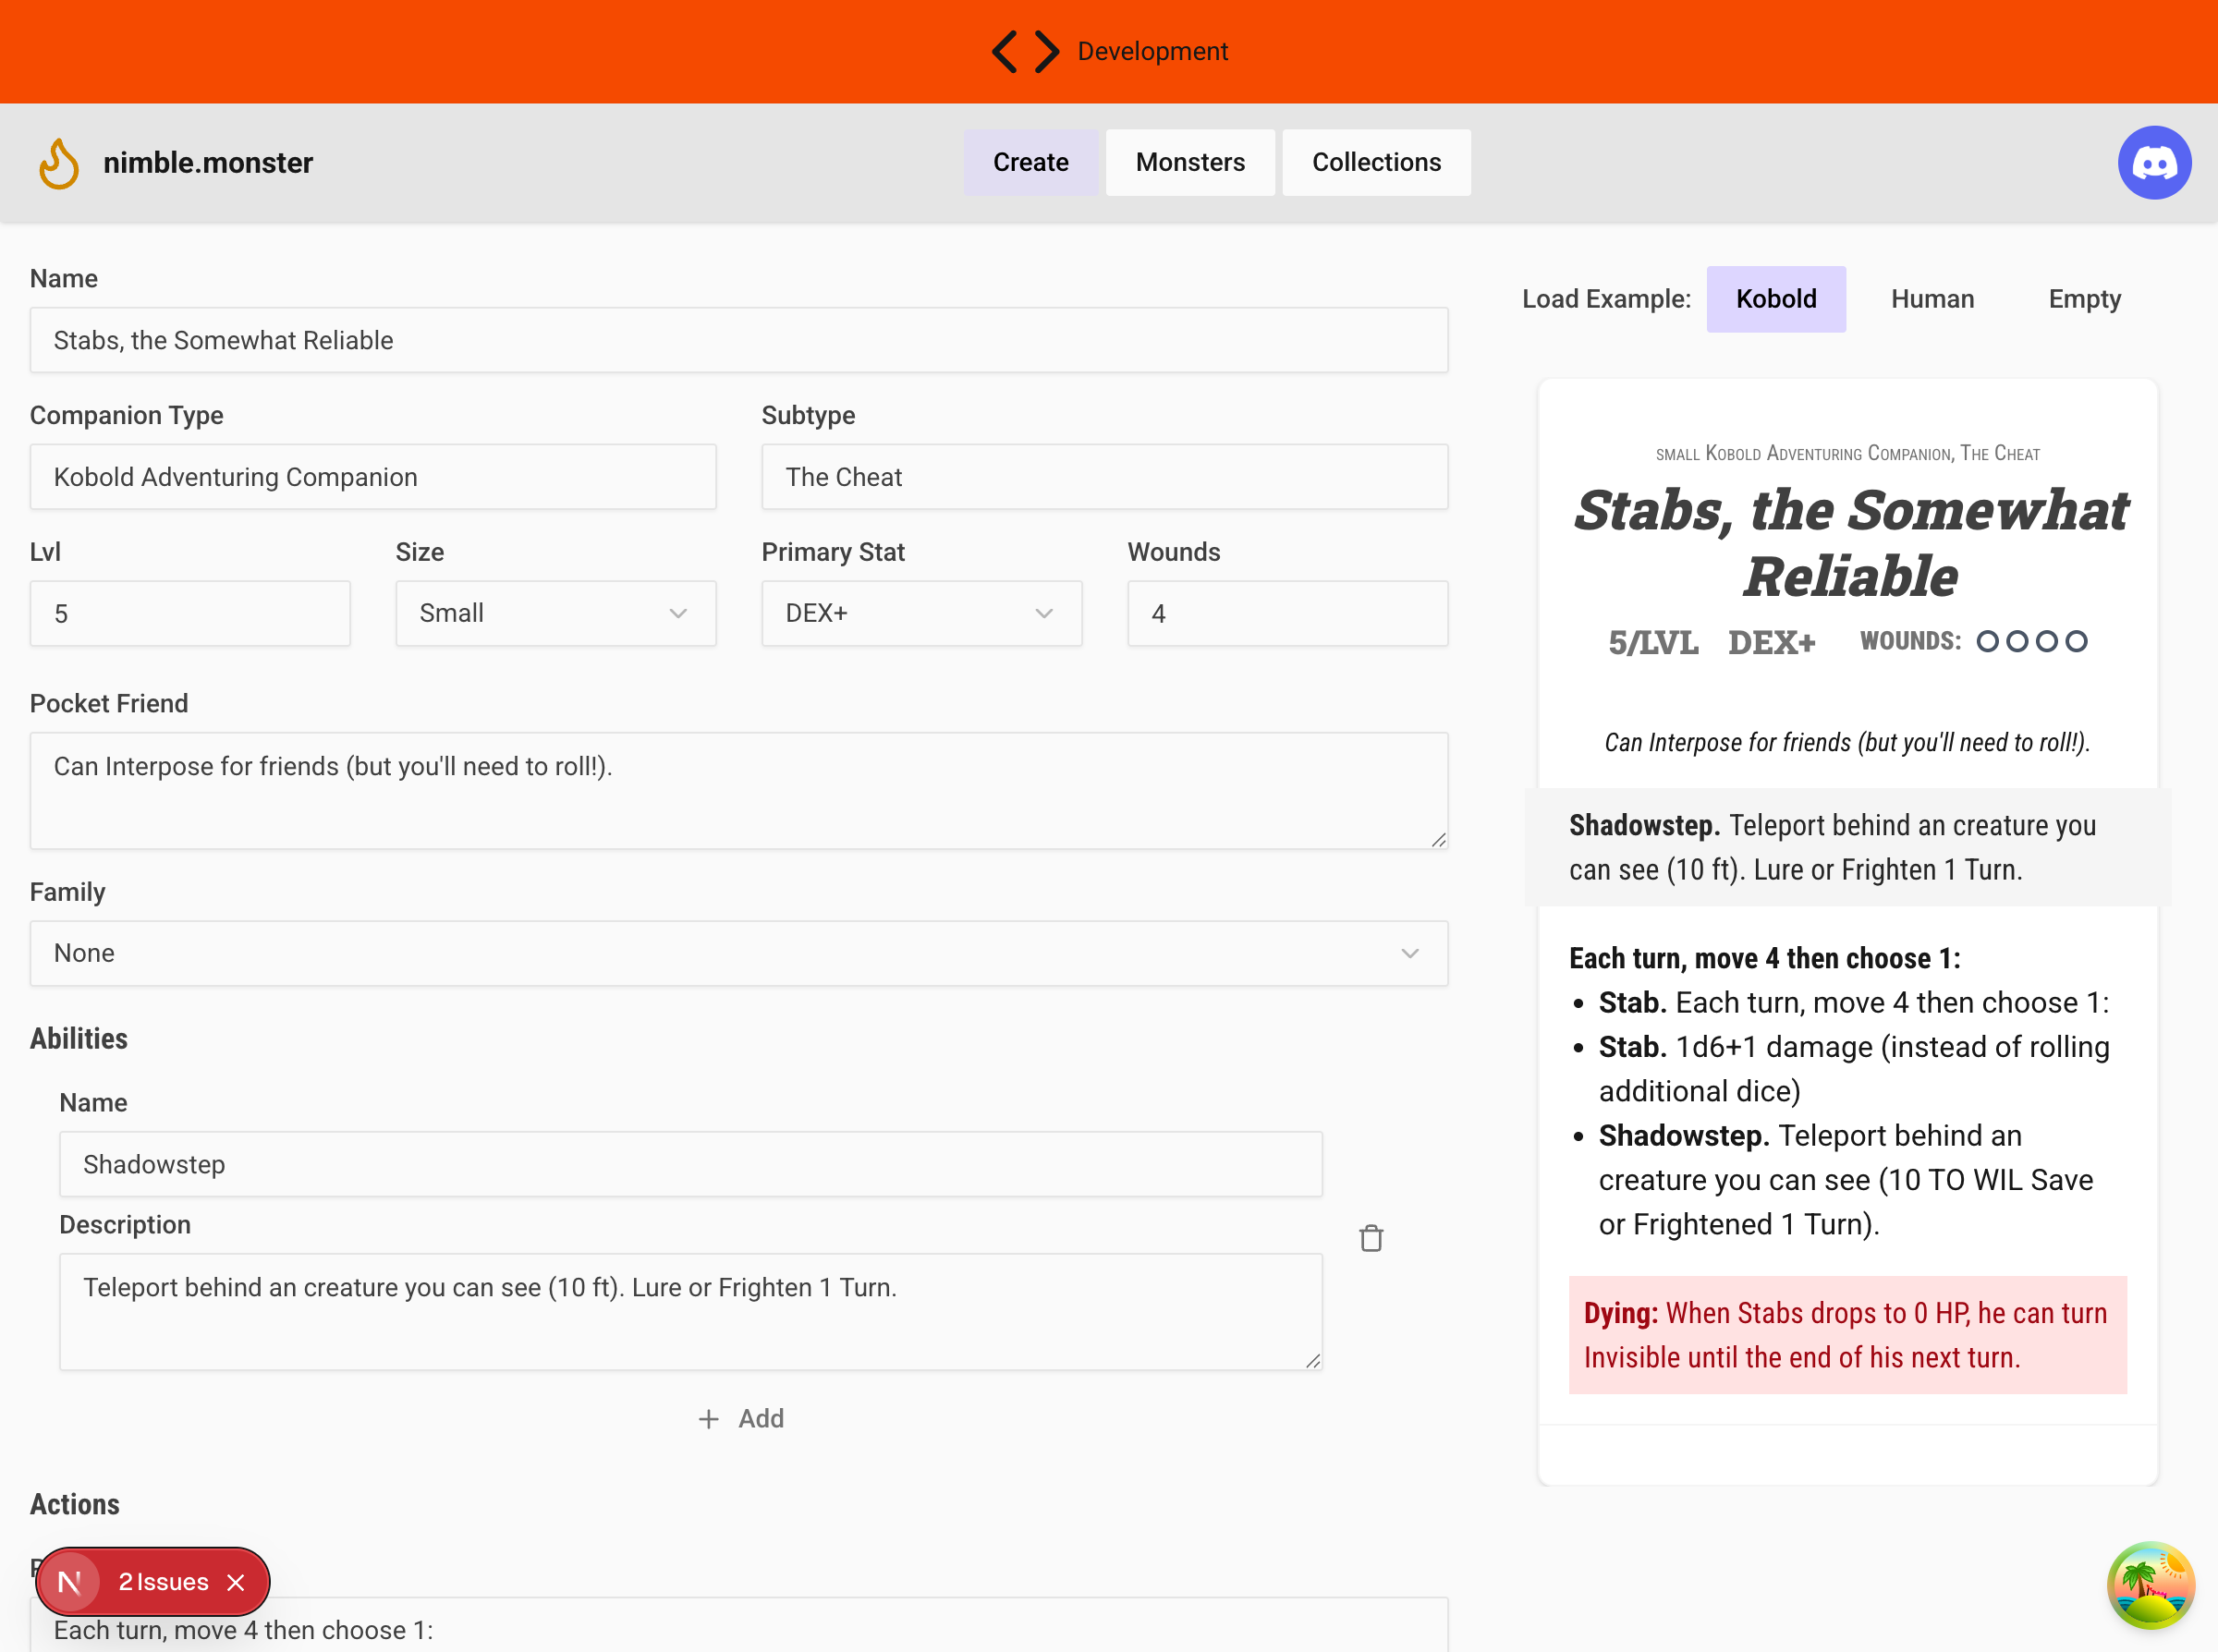 Development
nimble.monster
Create
Monsters
Collections
Name
Stabs, the Somewhat Reliable
Companion Type
Subtype
Kobold Adventuring Companion
The Cheat
Lvl
Size
Primary Stat
Wounds
5
Small
DEX+
4
Pocket Friend
Can Interpose for friends (but you'll need to roll!).
Family
None
Abilities
Name
Shadowstep
Description
Teleport behind an creature you can see (10 ft). Lure or Frighten 1 Turn.
+ Add
Actions
Each turn, move 4 then choose 1:
N 2 Issues
Load Example:
Kobold
Human
Empty
small Kobold Adventuring Companion, The Cheat
Stabs, the Somewhat
Reliable
5/LVL DEX+ WOUNDS:
Can Interpose for friends (but you'll need to roll!).
Shadowstep. Teleport behind an creature you
can see (10 ft). Lure or Frighten 1 Turn.
Each turn, move 4 then choose 1:
• Stab. Each turn, move 4 then choose 1:
• Stab. 1d6+1 damage (instead of rolling
additional dice)
• Shadowstep. Teleport behind an
creature you can see (10 TO WIL Save
or Frightened 1 Turn).
Dying: When Stabs drops to 0 HP, he can turn
Invisible until the end of his next turn.